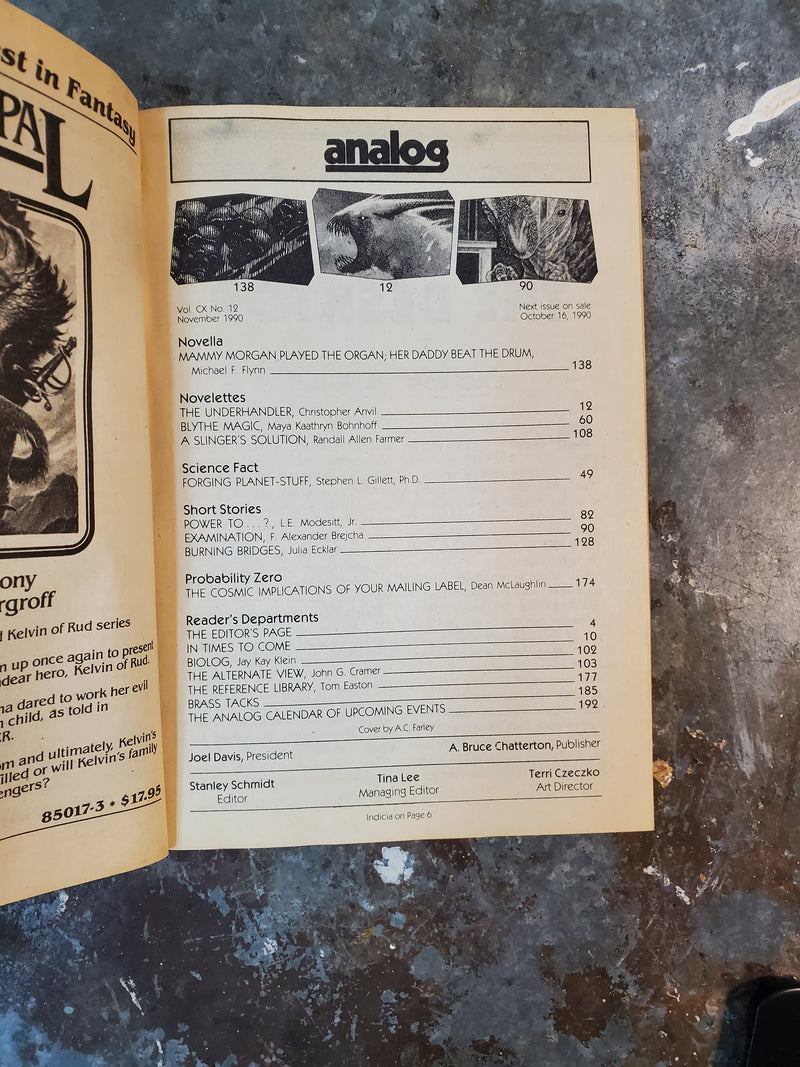 st in Fantasy
PAL
ony
rgroff
Kelvin of Rud series
n up once again to present
dear hero, Kelvin of Rud.
na dared to work her evil
n child, as told in
R.
om and ultimately, Kelvin's
illed or will Kelvin's family
engers?
85017-3 • $17.95
analog
138 12 90
Vol. CX No. 12 Next issue on sale
November 1990 October 16, 1990
Novella
MAMMY MORGAN PLAYED THE ORGAN; HER DADDY BEAT THE DRUM,
Michael F. Flynn 138
Novelettes
THE UNDERHANDLER, Christopher Anvil 12
BLYTHE MAGIC, Maya Kaathryn Bohnhoff 60
A SLINGER'S SOLUTION, Randall Allen Farmer 108
Science Fact
FORGING PLANET-STUFF, Stephen L. Gillett, Ph.D. 49
Short Stories
POWER TO . . . ?, L.E. Modesitt, Jr. 82
EXAMINATION, F. Alexander Brejcha 90
BURNING BRIDGES, Julia Ecklar 128
Probability Zero
THE COSMIC IMPLICATIONS OF YOUR MAILING LABEL, Dean McLaughlin 174
Reader's Departments
THE EDITOR'S PAGE 4
IN TIMES TO COME 10
BIOLOG, Jay Kay Klein 102
THE ALTERNATE VIEW, John G. Cramer 103
THE REFERENCE LIBRARY, Tom Easton 177
BRASS TACKS 185
THE ANALOG CALENDAR OF UPCOMING EVENTS 192
Cover by A.C. Farley
Joel Davis, President A. Bruce Chatterton, Publisher
Stanley Schmidt Tina Lee Terri Czeczko
Editor Managing Editor Art Director
Indicia on Page 6